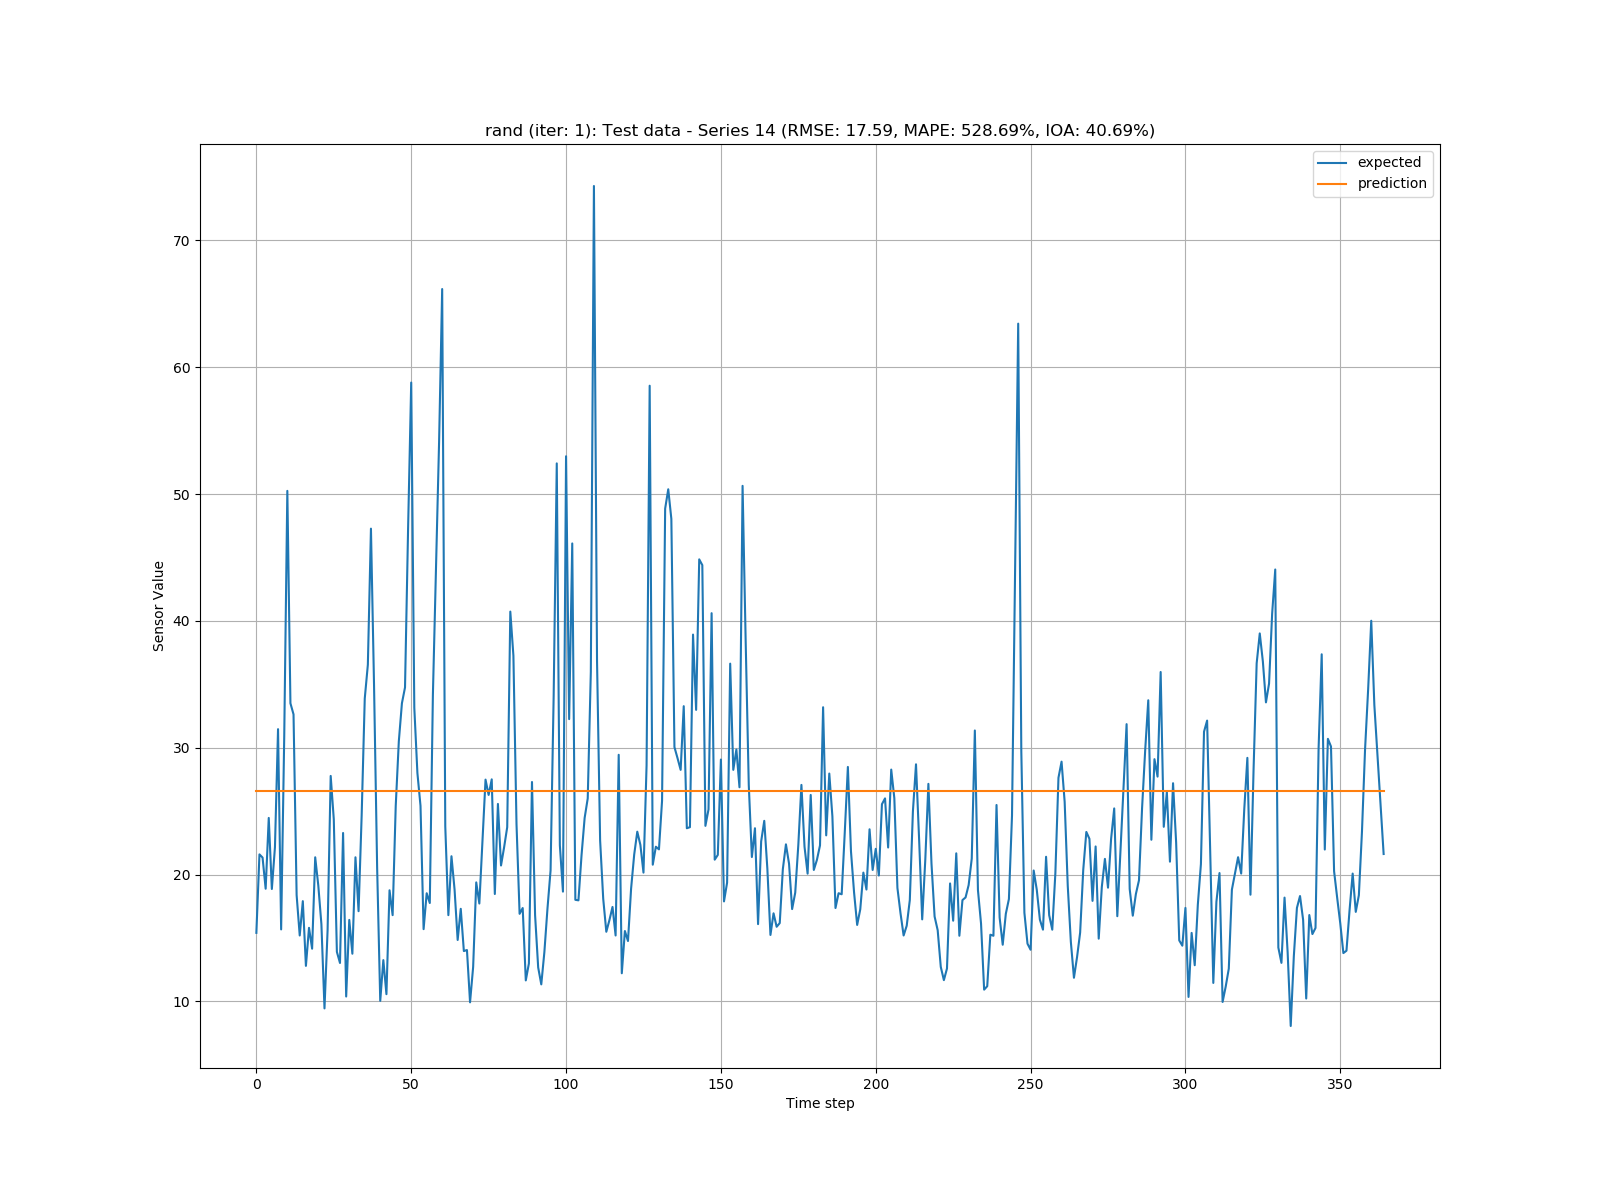 rand (iter: 1): Test data - Series 14 (RMSE: 17.59, MAPE: 528.69%, IOA: 40.69%)
expected
prediction
70
60
50
40
30
20
10
Sensor Value
0 50 100 150 200 250 300 350
Time step